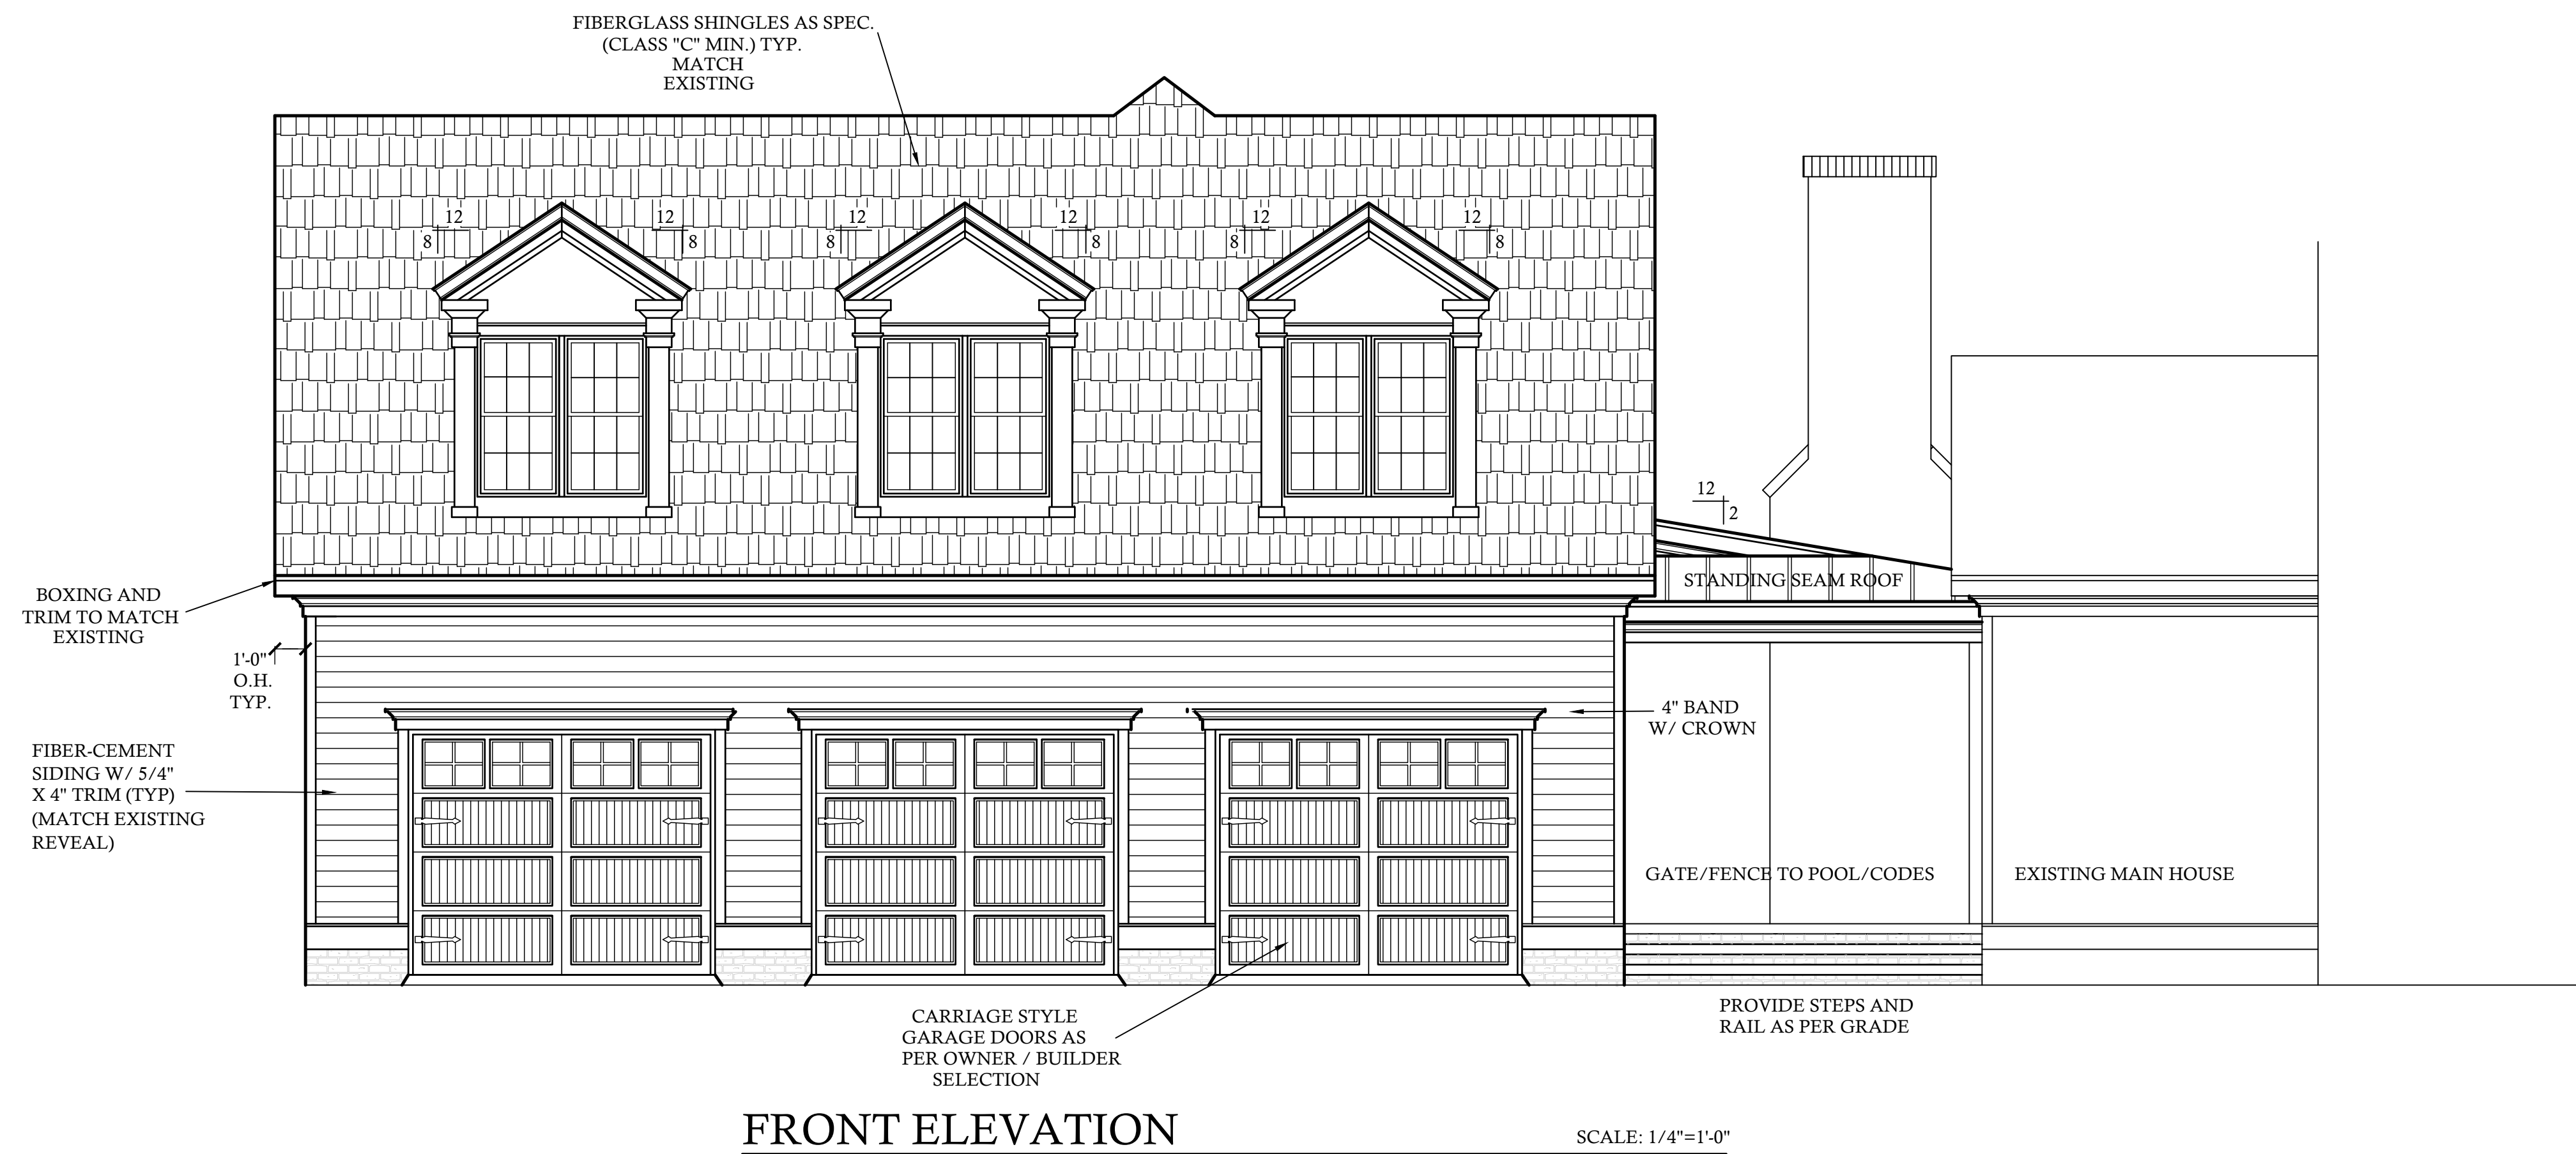 FIBERGLASS SHINGLES AS SPEC.
(CLASS "C" MIN.) TYP.
MATCH
EXISTING
12
8
12
8
12
8
12
8
12
8
12
8
12
2
STANDING SEAM ROOF
BOXING AND
TRIM TO MATCH
EXISTING
1'-0"
O.H.
TYP.
4" BAND
W/ CROWN
FIBER-CEMENT
SIDING W/ 5/4"
X 4" TRIM (TYP)
(MATCH EXISTING
REVEAL)
GATE/FENCE TO POOL/CODES
EXISTING MAIN HOUSE
CARRIAGE STYLE
GARAGE DOORS AS
PER OWNER / BUILDER
SELECTION
PROVIDE STEPS AND
RAIL AS PER GRADE
FRONT ELEVATION
SCALE: 1/4"=1'-0"